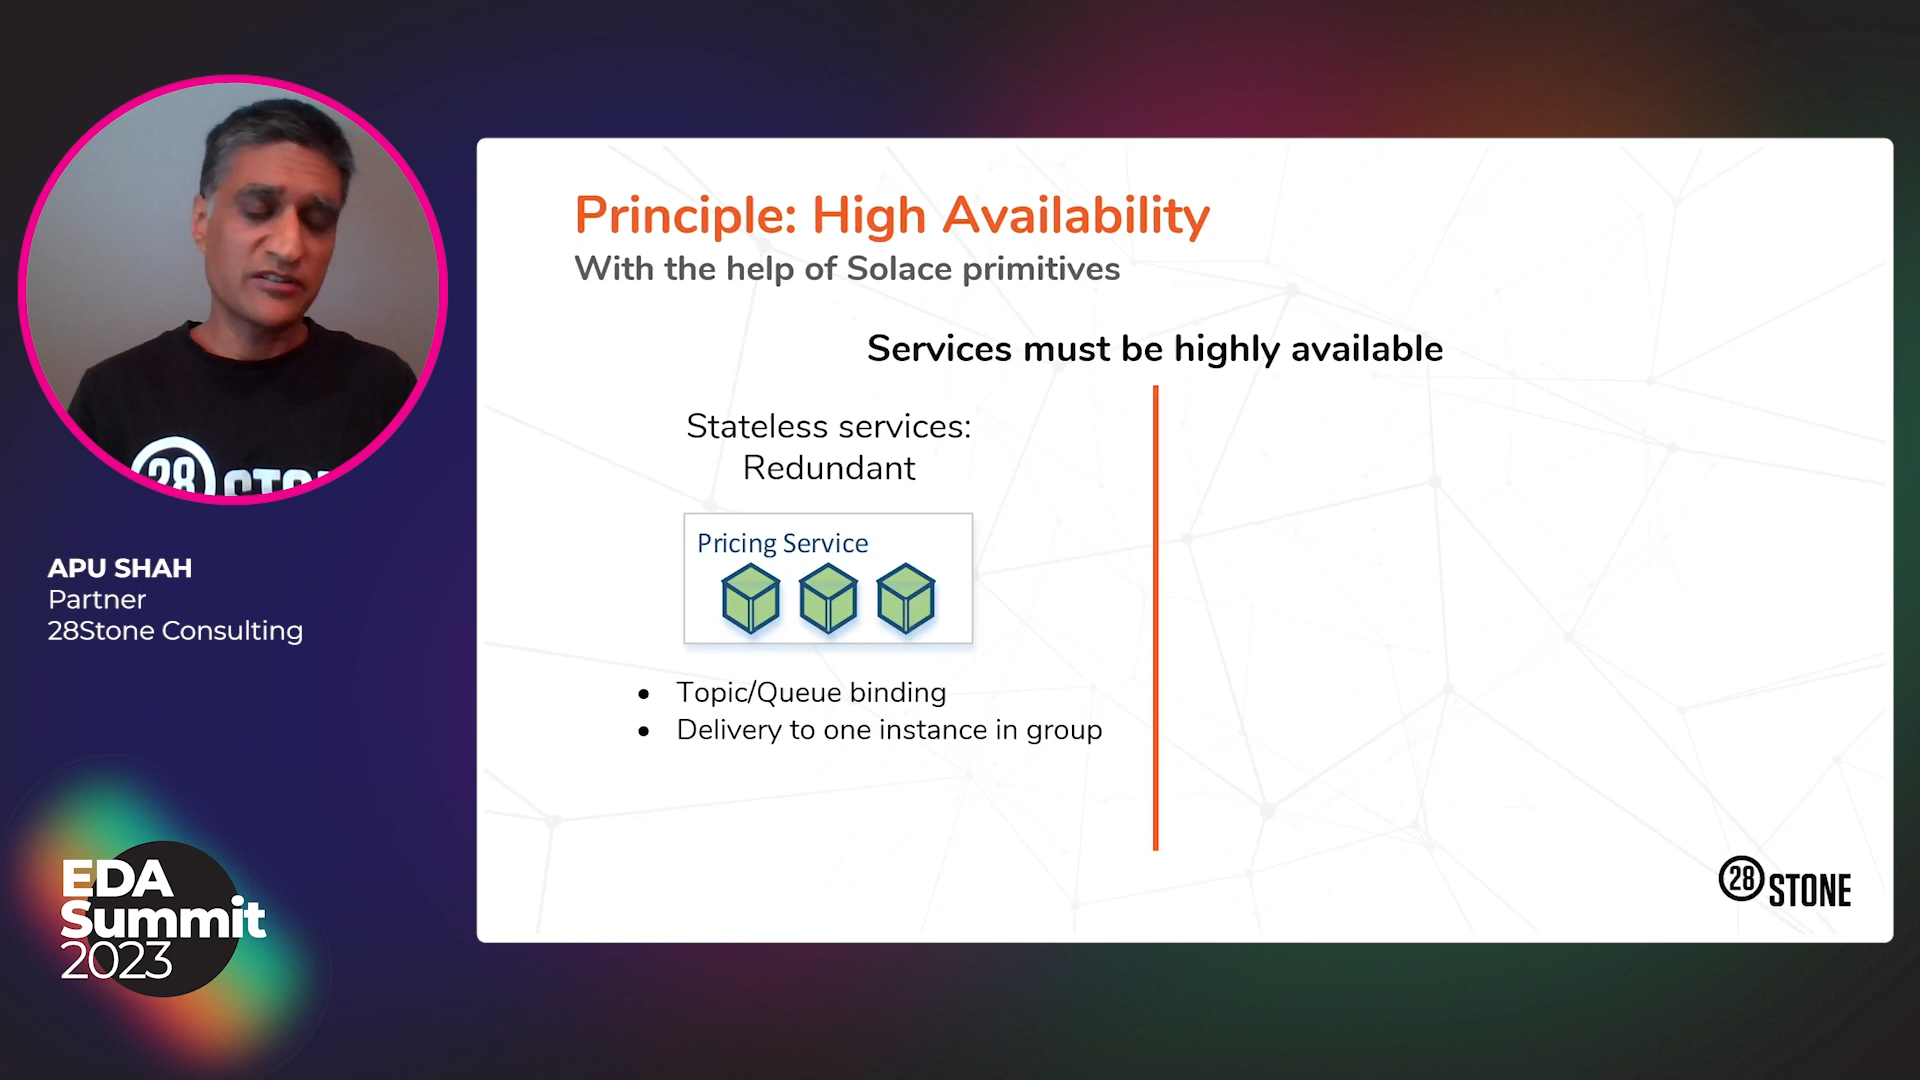 Principle: High Availability
With the help of Solace primitives
Services must be highly available
Stateless services:
Redundant
Pricing Service
• Topic/Queue binding
• Delivery to one instance in group
28 STONE
28
APU SHAH
Partner
28Stone Consulting
EDA
Summit
2023